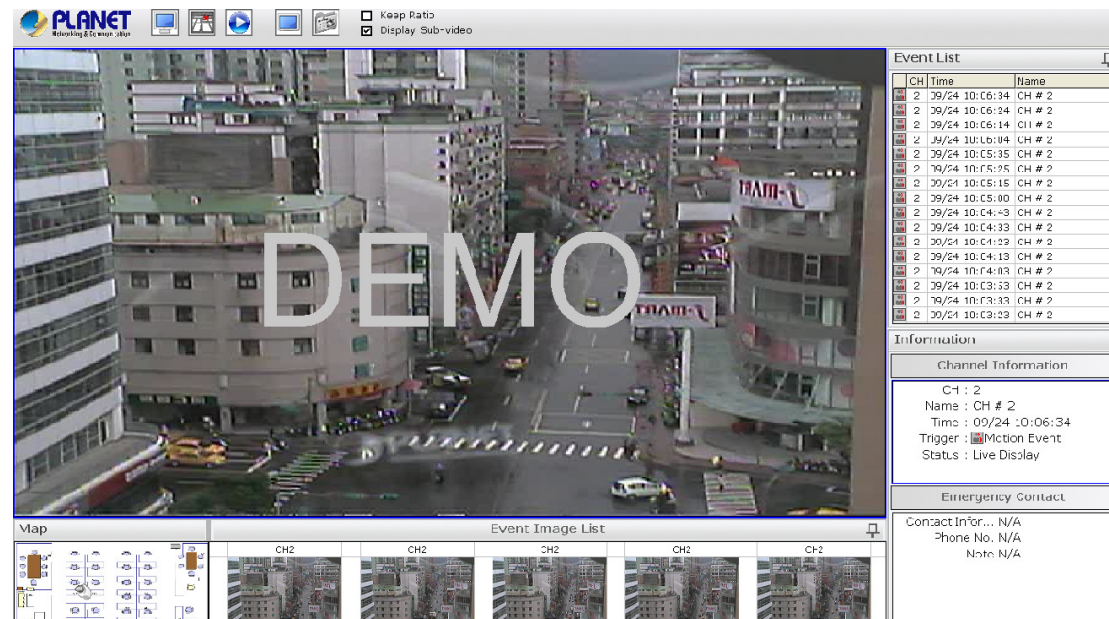 PLANET
Networking & Communication
Keep Ratio
Display Sub-video
DEMO
Event List
CH Time Name
2 09/24 10:06:34 CH # 2
2 09/24 10:06:24 CH # 2
2 09/24 10:06:14 CH # 2
2 09/24 10:06:04 CH # 2
2 09/24 10:05:35 CH # 2
2 09/24 10:05:25 CH # 2
2 09/24 10:05:15 CH # 2
2 09/24 10:05:00 CH # 2
2 09/24 10:04:43 CH # 2
2 09/24 10:04:33 CH # 2
2 09/24 10:04:23 CH # 2
2 09/24 10:04:13 CH # 2
2 09/24 10:04:03 CH # 2
2 09/24 10:03:53 CH # 2
2 09/24 10:03:33 CH # 2
2 09/24 10:03:23 CH # 2
Information
Channel Information
CH : 2
Name : CH # 2
Time : 09/24 10:06:34
Trigger : Motion Event
Status : Live Display
Emergency Contact
Contact Infor... N/A
Phone No. N/A
Note N/A
Map
Event Image List
CH2
CH2
CH2
CH2
CH2